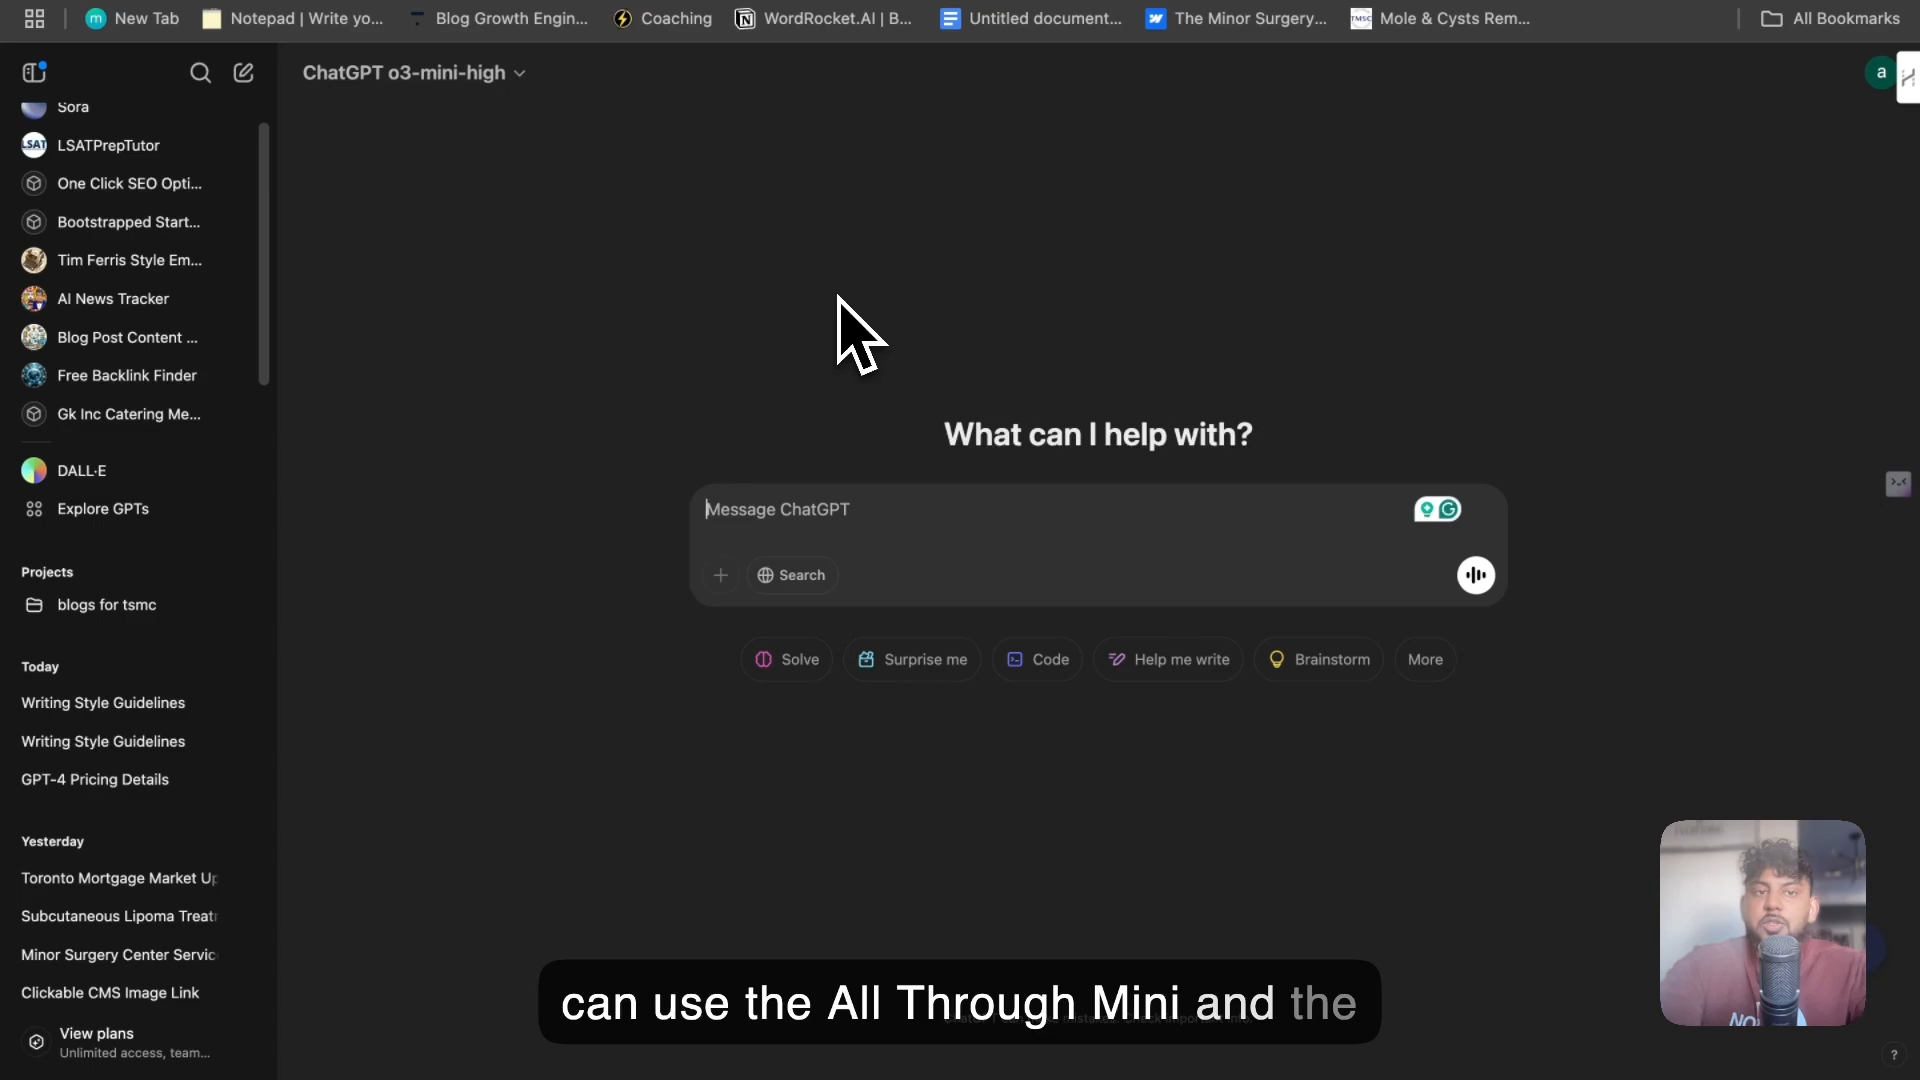 New Tab
Notepad | Write yo...
Blog Growth Engin...
Coaching
WordRocket.AI | B...
Untitled document...
The Minor Surgery...
TMSC
Mole & Cysts Rem...
All Bookmarks
ChatGPT o3-mini-high
a
Sora
LSAT
LSATPrepTutor
One Click SEO Opti...
Bootstrapped Start...
Tim Ferris Style Em...
AI News Tracker
Blog Post Content ...
Free Backlink Finder
Gk Inc Catering Me...
DALL·E
Explore GPTs
Projects
blogs for tsmc
Today
Writing Style Guidelines
Writing Style Guidelines
GPT-4 Pricing Details
Yesterday
Toronto Mortgage Market Up
Subcutaneous Lipoma Treat
Minor Surgery Center Servic
Clickable CMS Image Link
View plans
Unlimited access, team...
What can I help with?
Message ChatGPT
Search
Solve
Surprise me
Code
Help me write
Brainstorm
More
can use the All Through Mini and the
?